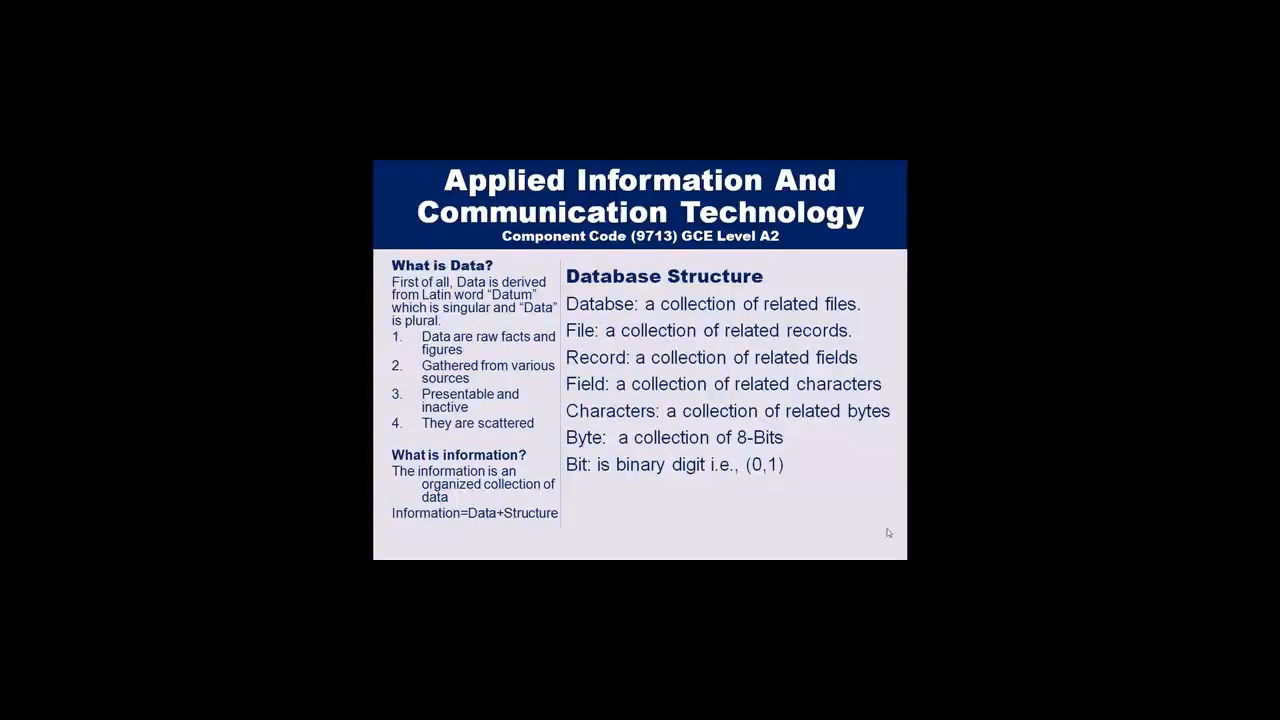 Applied Information And
Communication Technology
Component Code (9713) GCE Level A2
What is Data?
First of all, Data is derived
from Latin word “Datum”
which is singular and “Data”
is plural.
1. Data are raw facts and
figures
2. Gathered from various
sources
3. Presentable and
inactive
4. They are scattered
What is information?
The information is an
organized collection of
data
Information=Data+Structure
Database Structure
Databse: a collection of related files.
File: a collection of related records.
Record: a collection of related fields
Field: a collection of related characters
Characters: a collection of related bytes
Byte: a collection of 8-Bits
Bit: is binary digit i.e., (0,1)